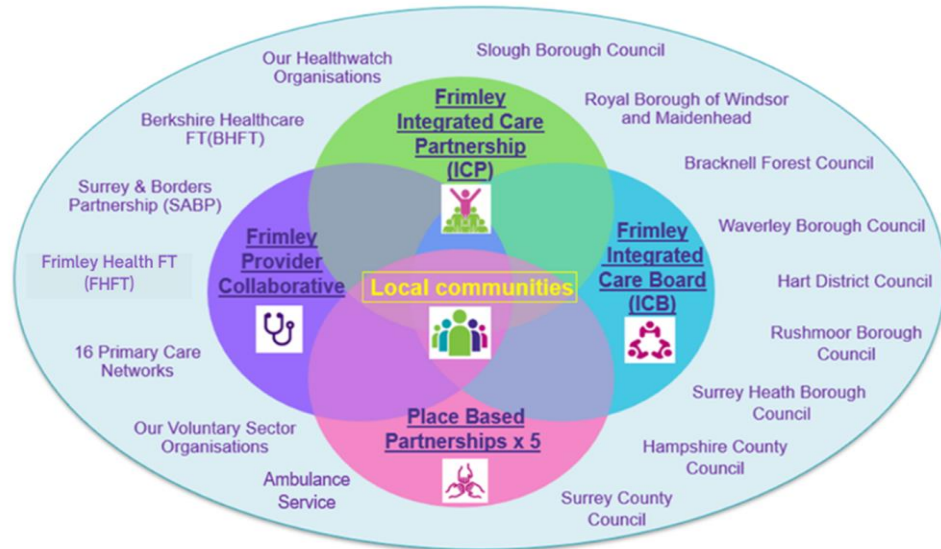 Our Healthwatch
Organisations
Slough Borough Council
Berkshire Healthcare
FT(BHFT)
Frimley
Integrated Care
Partnership
(ICP)
Royal Borough of Windsor
and Maidenhead
Bracknell Forest Council
Surrey & Borders
Partnership (SABP)
Waverley Borough Council
Frimley Health FT
(FHFT)
Frimley
Provider
Collaborative
Local communities
Frimley
Integrated
Care Board
(ICB)
Hart District Council
Rushmoor Borough
Council
16 Primary Care
Networks
Surrey Heath Borough
Council
Our Voluntary Sector
Organisations
Place Based
Partnerships x 5
Hampshire County
Council
Ambulance
Service
Surrey County
Council